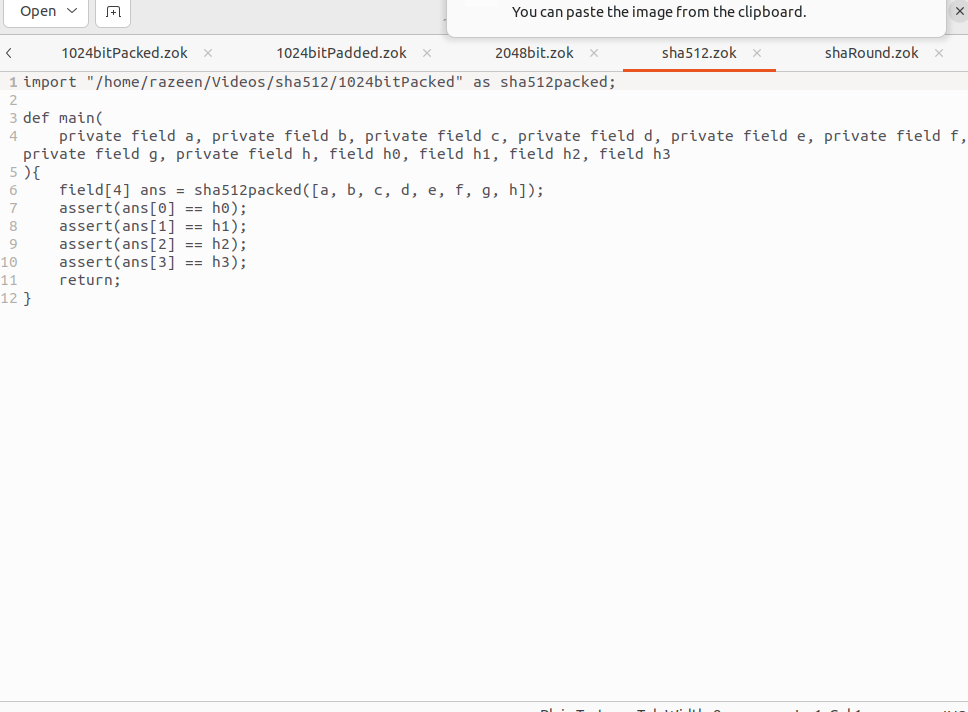 Open
You can paste the image from the clipboard.
1024bitPacked.zok
1024bitPadded.zok
2048bit.zok
sha512.zok
shaRound.zok
1 import "/home/razeen/Videos/sha512/1024bitPacked" as sha512packed;
2
3 def main(
4     private field a, private field b, private field c, private field d, private field e, private field f,
private field g, private field h, field h0, field h1, field h2, field h3
5 ){
6     field[4] ans = sha512packed([a, b, c, d, e, f, g, h]);
7     assert(ans[0] == h0);
8     assert(ans[1] == h1);
9     assert(ans[2] == h2);
10     assert(ans[3] == h3);
11     return;
12 }